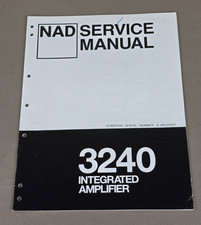 NAD SERVICE
MANUAL
3240
INTEGRATED
AMPLIFIER